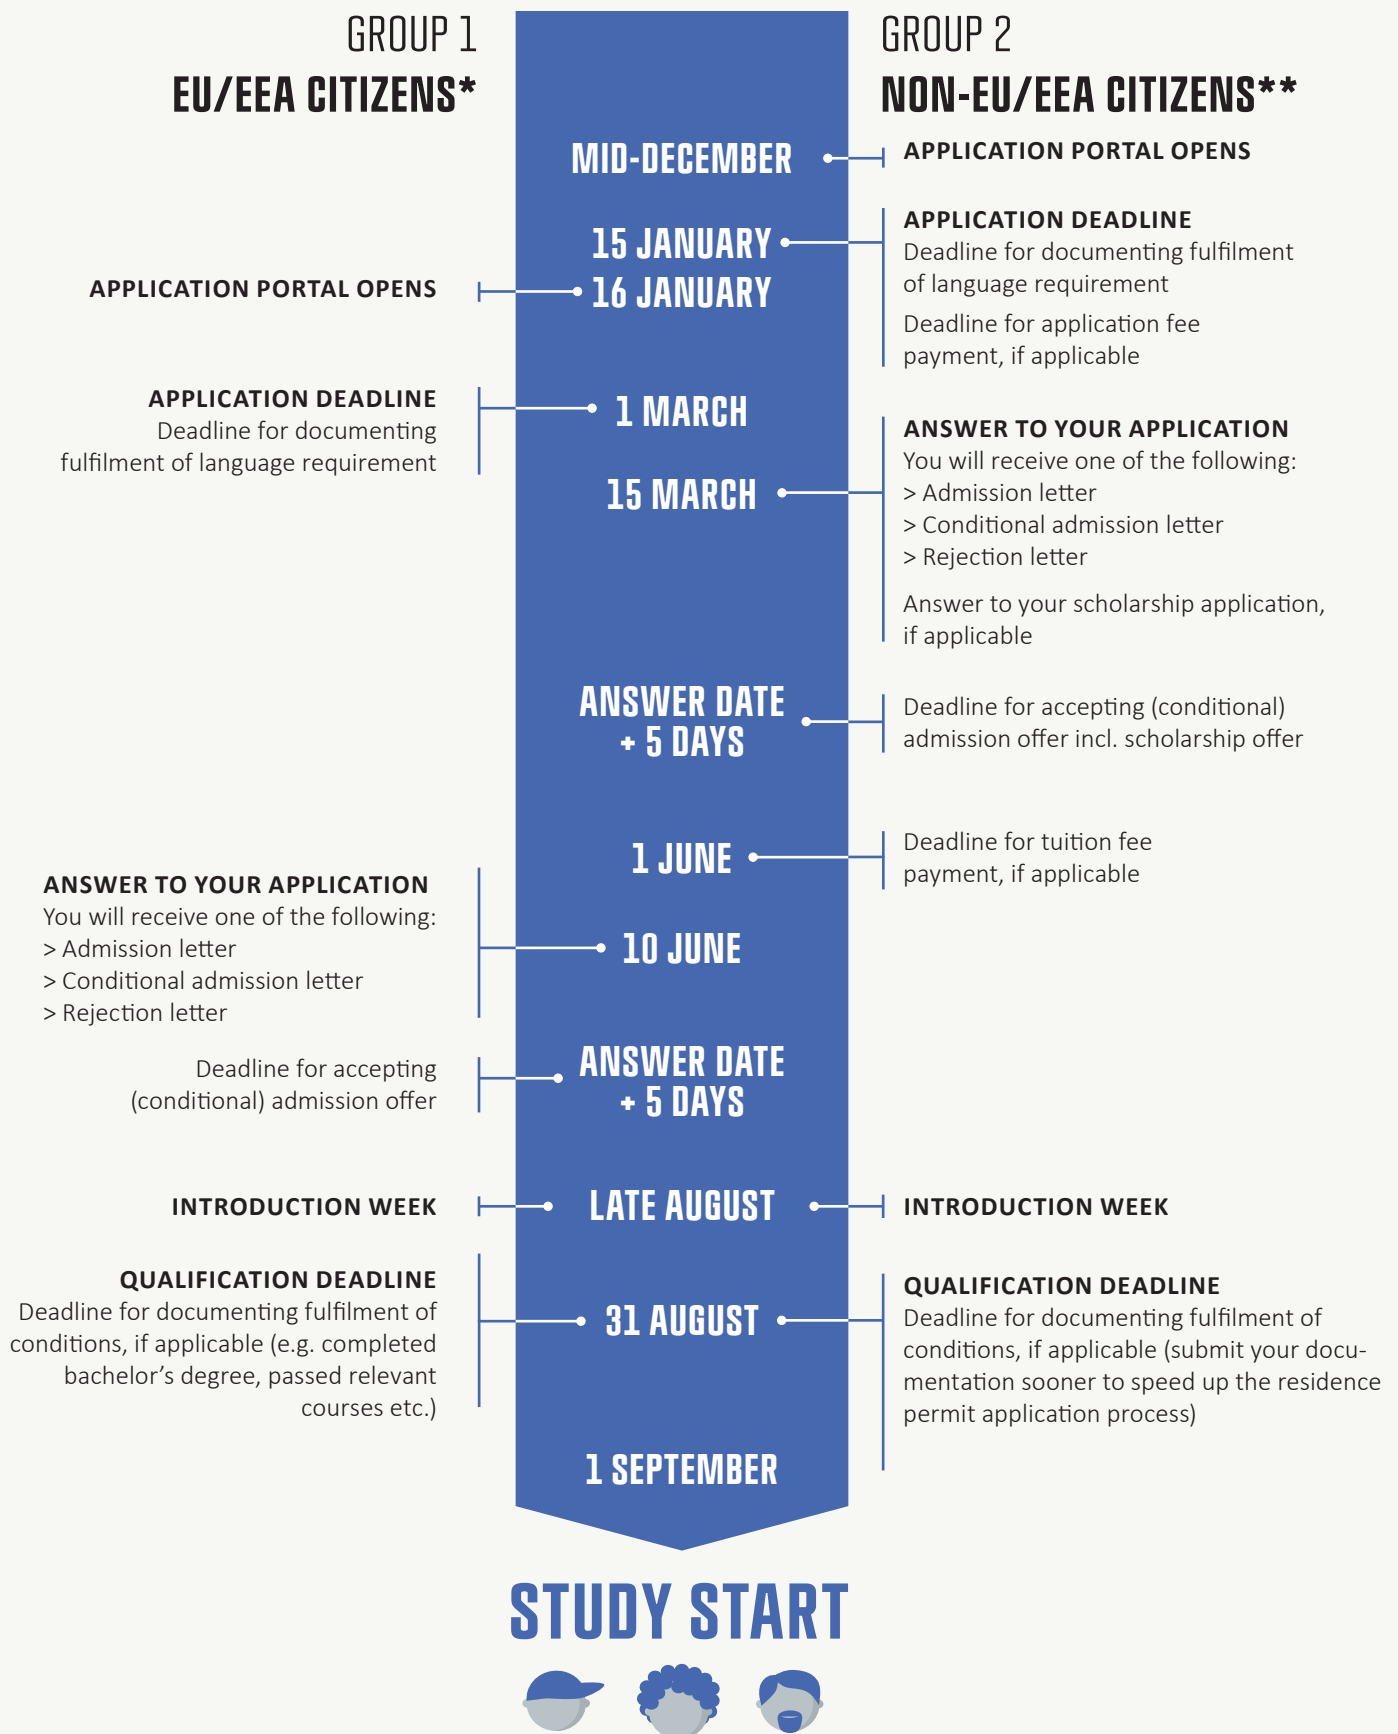 GROUP 1
EU/EEA CITIZENS*
GROUP 2
NON-EU/EEA CITIZENS**
MID-DECEMBER
APPLICATION PORTAL OPENS
15 JANUARY
APPLICATION DEADLINE
Deadline for documenting fulfilment
of language requirement
Deadline for application fee
payment, if applicable
APPLICATION PORTAL OPENS
16 JANUARY
APPLICATION DEADLINE
Deadline for documenting
fulfilment of language requirement
1 MARCH
15 MARCH
ANSWER TO YOUR APPLICATION
You will receive one of the following:
> Admission letter
> Conditional admission letter
> Rejection letter
Answer to your scholarship application,
if applicable
ANSWER DATE
+ 5 DAYS
Deadline for accepting (conditional)
admission offer incl. scholarship offer
1 JUNE
Deadline for tuition fee
payment, if applicable
ANSWER TO YOUR APPLICATION
You will receive one of the following:
> Admission letter
> Conditional admission letter
> Rejection letter
10 JUNE
Deadline for accepting
(conditional) admission offer
ANSWER DATE
+ 5 DAYS
INTRODUCTION WEEK
LATE AUGUST
INTRODUCTION WEEK
QUALIFICATION DEADLINE
Deadline for documenting fulfilment of
conditions, if applicable (e.g. completed
bachelor's degree, passed relevant
courses etc.)
31 AUGUST
QUALIFICATION DEADLINE
Deadline for documenting fulfilment of
conditions, if applicable (submit your docu-
mentation sooner to speed up the residence
permit application process)
1 SEPTEMBER
STUDY START